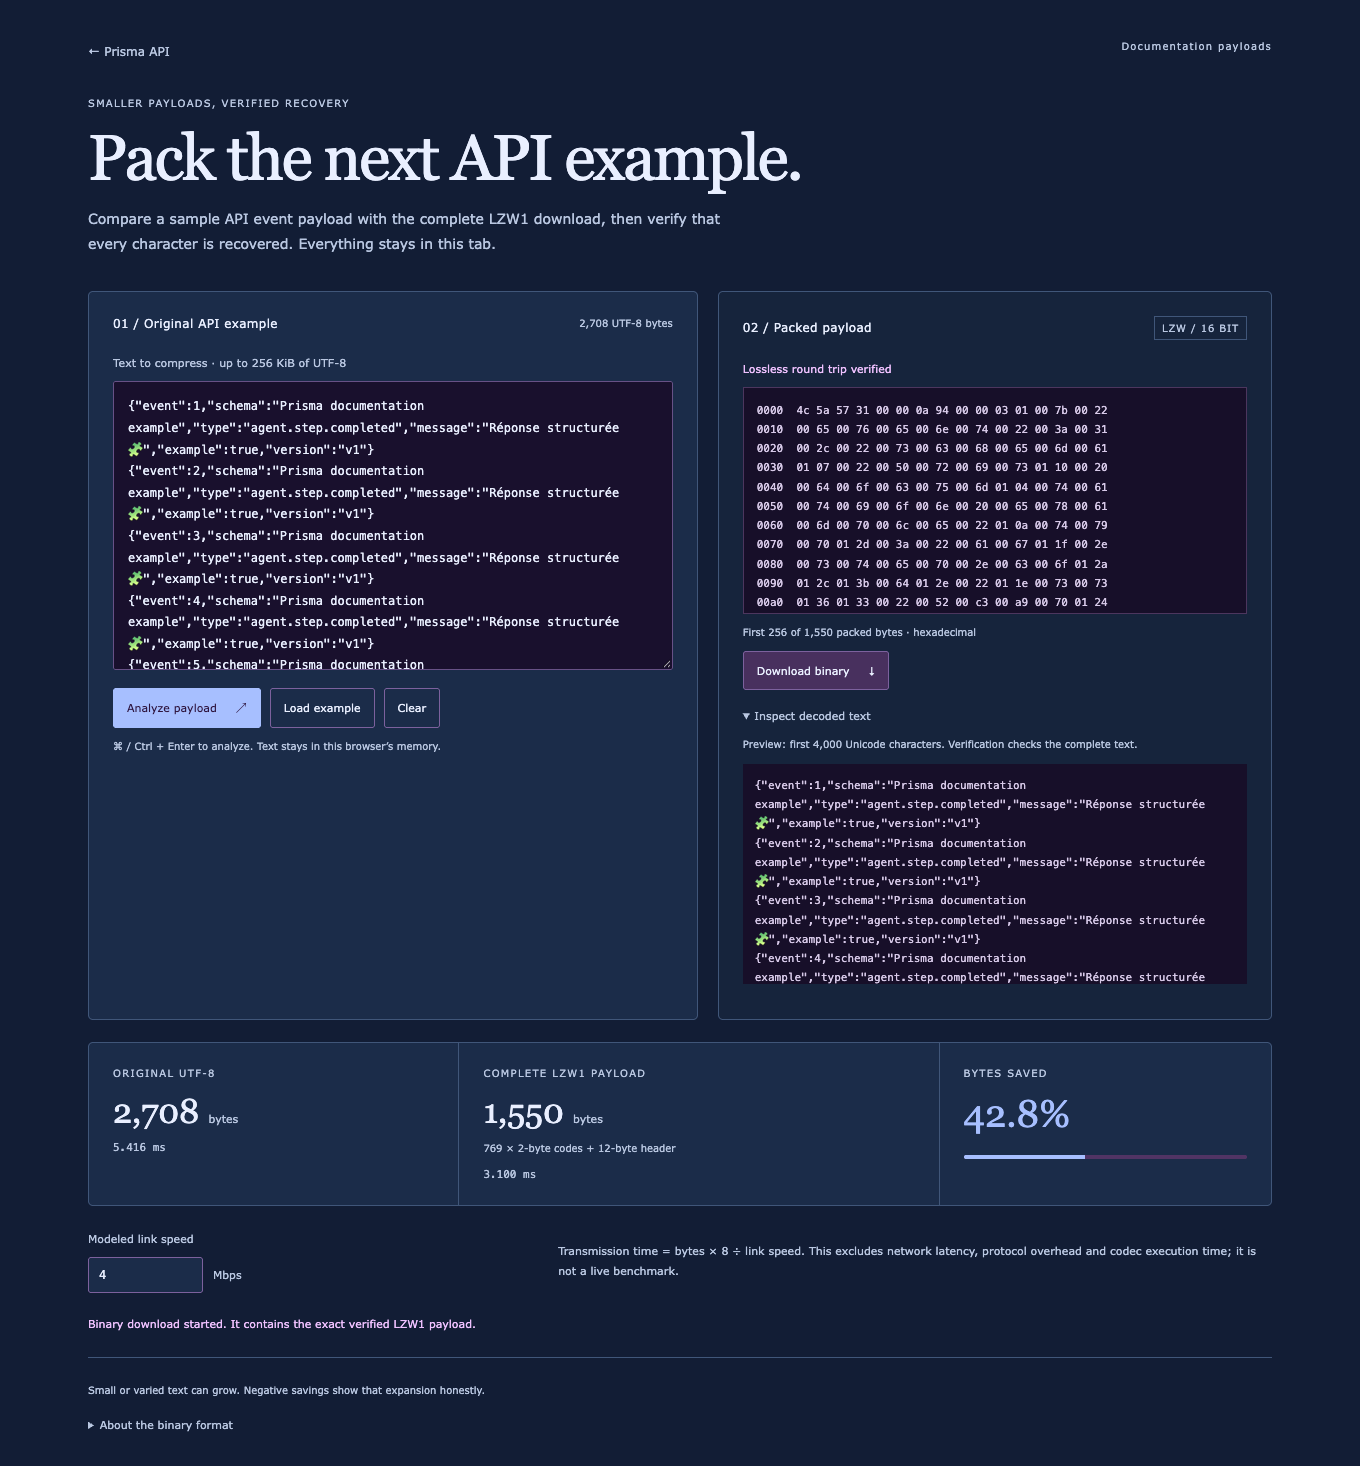 ← Prisma API
Documentation payloads
SMALLER PAYLOADS, VERIFIED RECOVERY
Pack the next API example.
Compare a sample API event payload with the complete LZW1 download, then verify that
every character is recovered. Everything stays in this tab.
01 / Original API example
2,708 UTF-8 bytes
Text to compress · up to 256 KiB of UTF-8
{"event":1,"schema":"Prisma documentation
example","type":"agent.step.completed","message":"Réponse structurée
🧩","example":true,"version":"v1"}
{"event":2,"schema":"Prisma documentation
example","type":"agent.step.completed","message":"Réponse structurée
🧩","example":true,"version":"v1"}
{"event":3,"schema":"Prisma documentation
example","type":"agent.step.completed","message":"Réponse structurée
🧩","example":true,"version":"v1"}
{"event":4,"schema":"Prisma documentation
example","type":"agent.step.completed","message":"Réponse structurée
🧩","example":true,"version":"v1"}
{"event":5,"schema":"Prisma documentation
Analyze payload ↗
Load example
Clear
⌘ / Ctrl + Enter to analyze. Text stays in this browser’s memory.
02 / Packed payload
LZW / 16 BIT
Lossless round trip verified
0000 4c 5a 57 31 00 00 0a 94 00 00 03 01 00 7b 00 22
0010 00 65 00 76 00 65 00 6e 00 74 00 22 00 3a 00 31
0020 00 2c 00 22 00 73 00 63 00 68 00 65 00 6d 00 61
0030 01 07 00 22 00 50 00 72 00 69 00 73 01 10 00 20
0040 00 64 00 6f 00 63 00 75 00 6d 01 04 00 74 00 61
0050 00 74 00 69 00 6f 00 6e 00 20 00 65 00 78 00 61
0060 00 6d 00 70 00 6c 00 65 00 22 01 0a 00 74 00 79
0070 00 70 01 2d 00 3a 00 22 00 61 00 67 01 1f 00 2e
0080 00 73 00 74 00 65 00 70 00 2e 00 63 00 6f 01 2a
0090 01 2c 01 3b 00 64 01 2e 00 22 01 1e 00 73 00 73
00a0 01 36 01 33 00 22 00 52 00 c3 00 a9 00 70 01 24
First 256 of 1,550 packed bytes · hexadecimal
Download binary ↓
▼ Inspect decoded text
Preview: first 4,000 Unicode characters. Verification checks the complete text.
{"event":1,"schema":"Prisma documentation
example","type":"agent.step.completed","message":"Réponse structurée
🧩","example":true,"version":"v1"}
{"event":2,"schema":"Prisma documentation
example","type":"agent.step.completed","message":"Réponse structurée
🧩","example":true,"version":"v1"}
{"event":3,"schema":"Prisma documentation
example","type":"agent.step.completed","message":"Réponse structurée
🧩","example":true,"version":"v1"}
{"event":4,"schema":"Prisma documentation
example","type":"agent.step.completed","message":"Réponse structurée
ORIGINAL UTF-8
2,708 bytes
5.416 ms
COMPLETE LZW1 PAYLOAD
1,550 bytes
769 × 2-byte codes + 12-byte header
3.100 ms
BYTES SAVED
42.8%
Modeled link speed
4 Mbps
Transmission time = bytes × 8 ÷ link speed. This excludes network latency, protocol overhead and codec execution time; it is
not a live benchmark.
Binary download started. It contains the exact verified LZW1 payload.
Small or varied text can grow. Negative savings show that expansion honestly.
▶ About the binary format